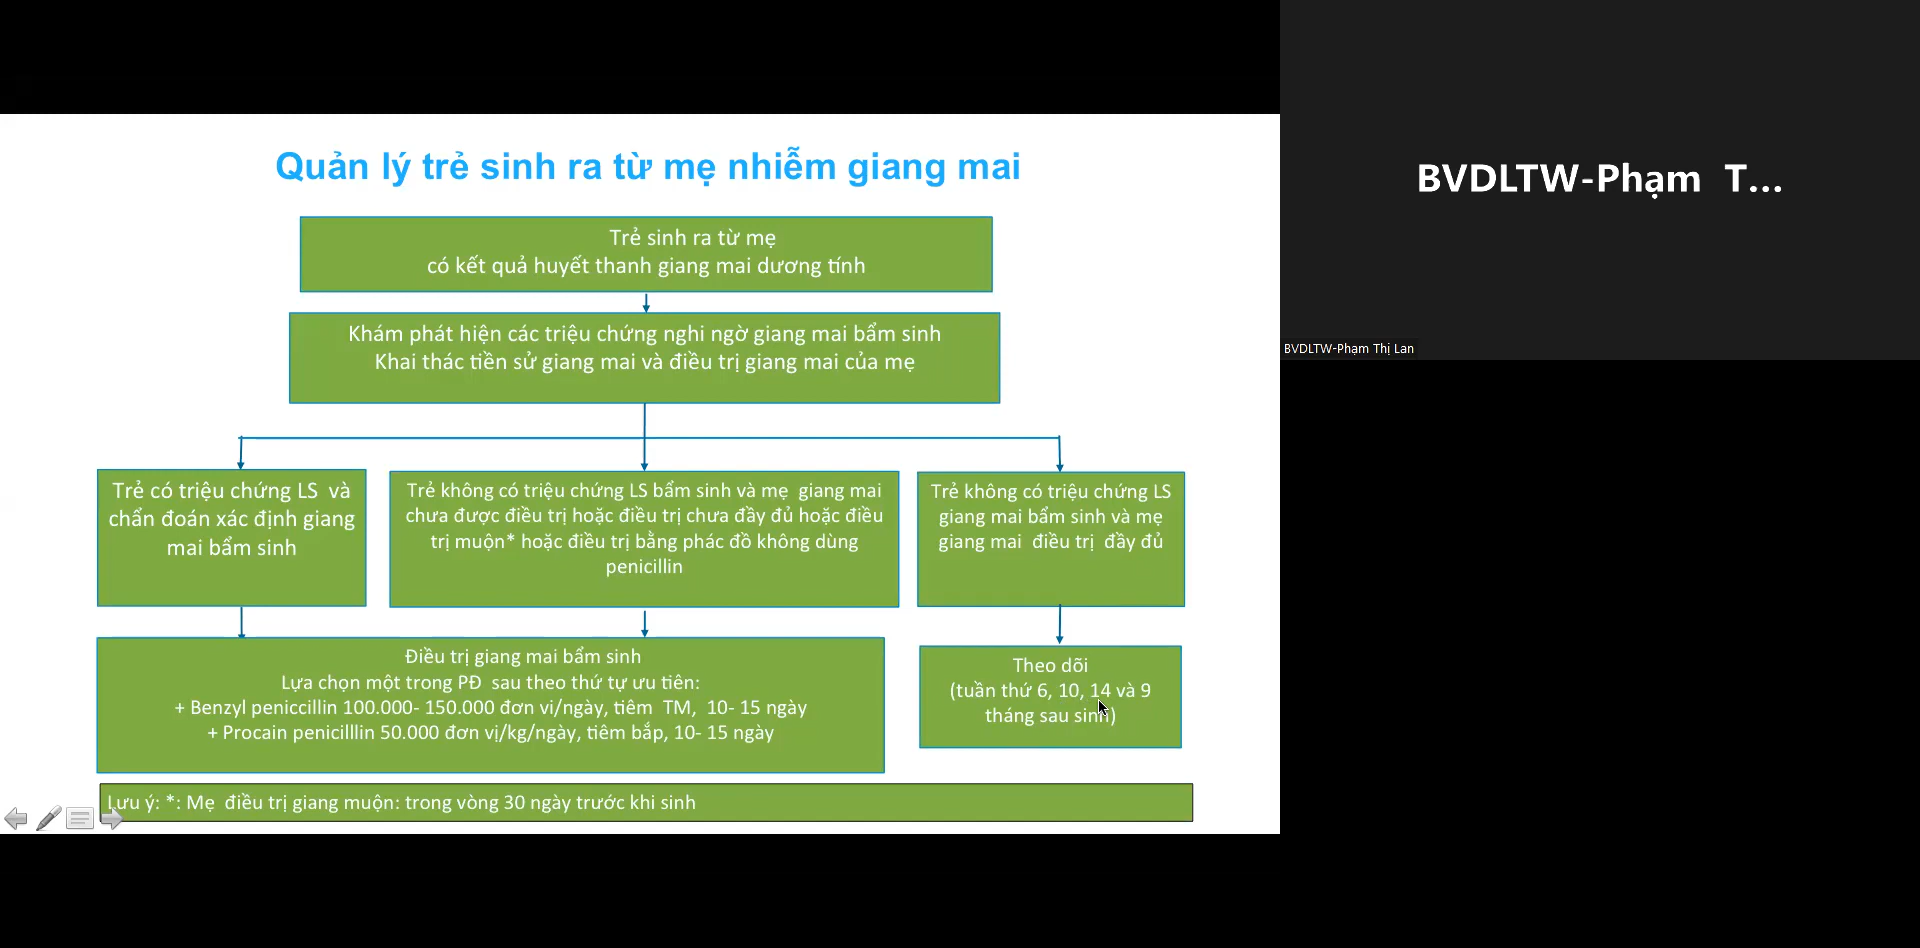 Quản lý trẻ sinh ra từ mẹ nhiễm giang mai
Trẻ sinh ra từ mẹ
có kết quả huyết thanh giang mai dương tính
Khám phát hiện các triệu chứng nghi ngờ giang mai bẩm sinh
Khai thác tiền sử giang mai và điều trị giang mai của mẹ
Trẻ có triệu chứng LS và
chẩn đoán xác định giang
mai bẩm sinh
Trẻ không có triệu chứng LS bẩm sinh và mẹ giang mai
chưa được điều trị hoặc điều trị chưa đầy đủ hoặc điều
trị muộn* hoặc điều trị bằng phác đồ không dùng
penicillin
Trẻ không có triệu chứng LS
giang mai bẩm sinh và mẹ
giang mai điều trị đầy đủ
Điều trị giang mai bẩm sinh
Lựa chọn một trong PĐ sau theo thứ tự ưu tiên:
+ Benzyl peniccillin 100.000- 150.000 đơn vi/ngày, tiêm TM, 10- 15 ngày
+ Procain penicilllin 50.000 đơn vị/kg/ngày, tiêm bắp, 10- 15 ngày
Theo dõi
(tuần thứ 6, 10, 14 và 9
tháng sau sinh)
Lưu ý: *: Mẹ điều trị giang muộn: trong vòng 30 ngày trước khi sinh
BVDLTW-Phạm T...
BVDLTW-Phạm Thị Lan